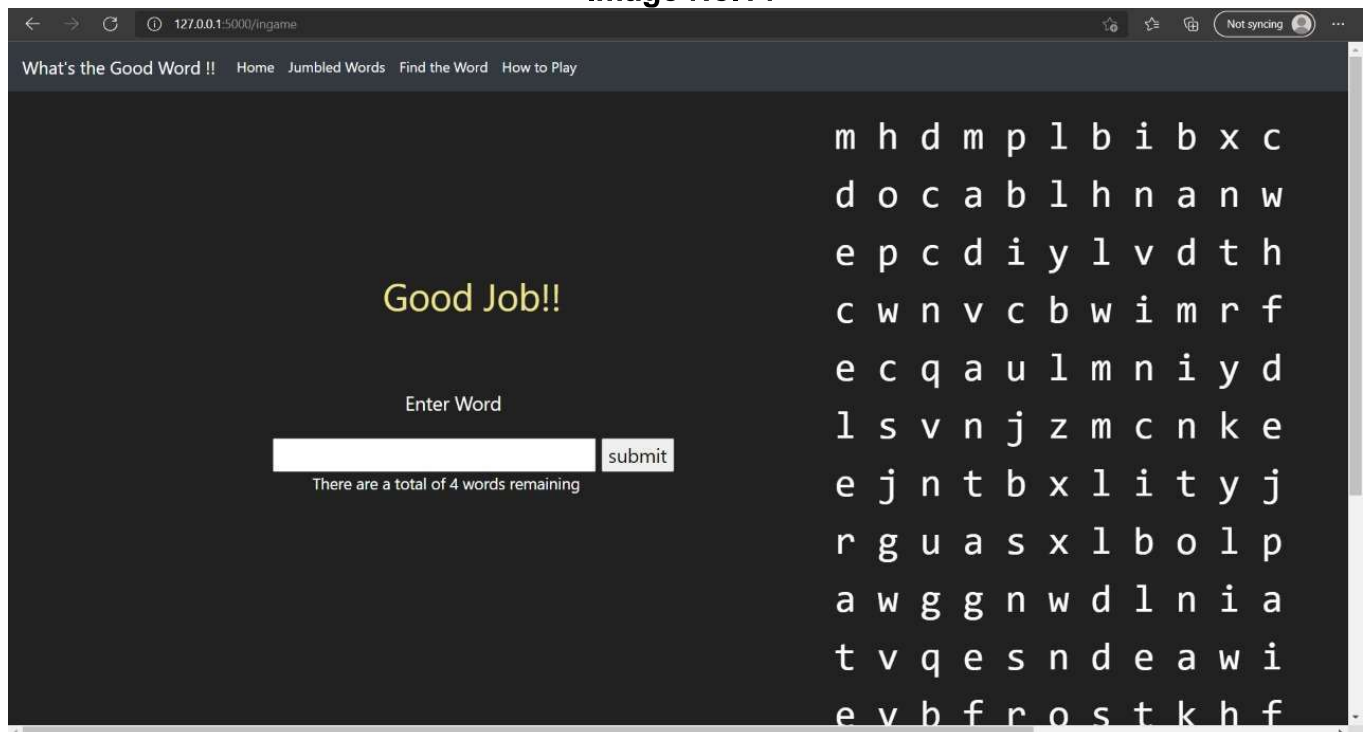 127.0.0.1:5000/ingame
Not syncing
What's the Good Word !! Home Jumbled Words Find the Word How to Play
m h d m p l b i b x c
d o c a b l h n a n w
e p c d i y l v d t h
Good Job!!
c w n v c b w i m r f
e c q a u l m n i y d
Enter Word
l s v n j z m c n k e
submit
There are a total of 4 words remaining
e j n t b x l i t y j
r g u a s x l b o l p
a w g g n w d l n i a
t v q e s n d e a w i
e v b f r o s t k h f